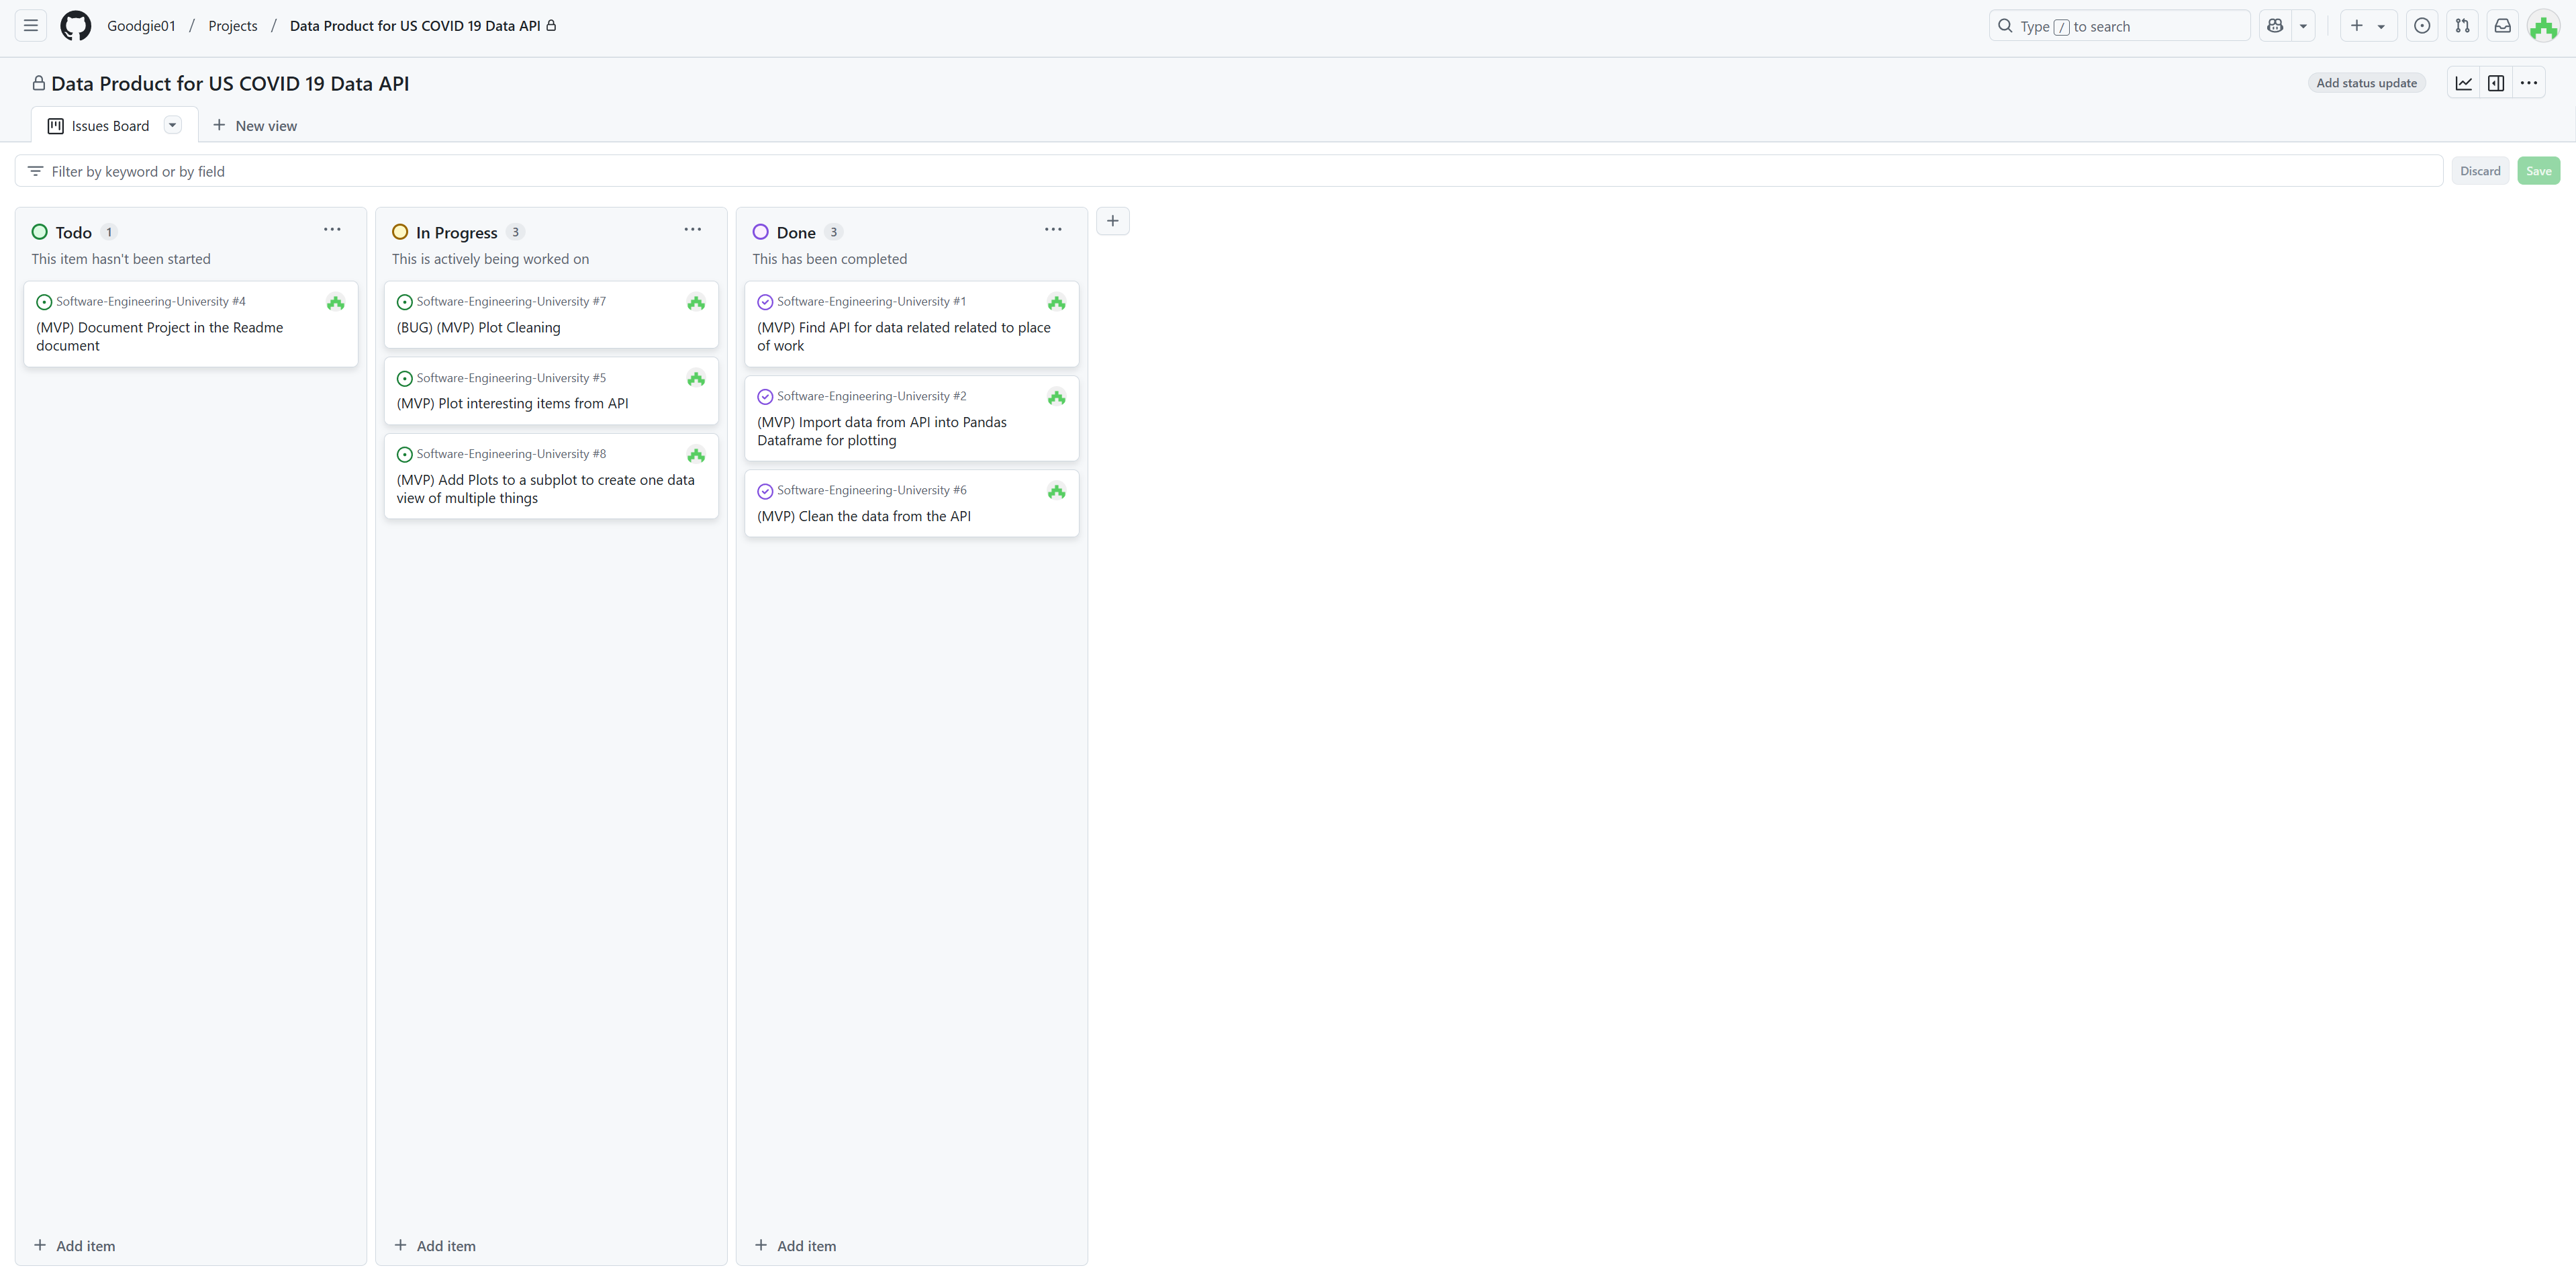 Goodgie01 / Projects / Data Product for US COVID 19 Data API
Type / to search
Data Product for US COVID 19 Data API
Add status update
Issues Board
New view
Filter by keyword or by field
Discard
Save
Todo 1
This item hasn't been started
Software-Engineering-University #4
(MVP) Document Project in the Readme
document
Add item
In Progress 3
This is actively being worked on
Software-Engineering-University #7
(BUG) (MVP) Plot Cleaning
Software-Engineering-University #5
(MVP) Plot interesting items from API
Software-Engineering-University #8
(MVP) Add Plots to a subplot to create one data
view of multiple things
Add item
Done 3
This has been completed
Software-Engineering-University #1
(MVP) Find API for data related related to place
of work
Software-Engineering-University #2
(MVP) Import data from API into Pandas
Dataframe for plotting
Software-Engineering-University #6
(MVP) Clean the data from the API
Add item